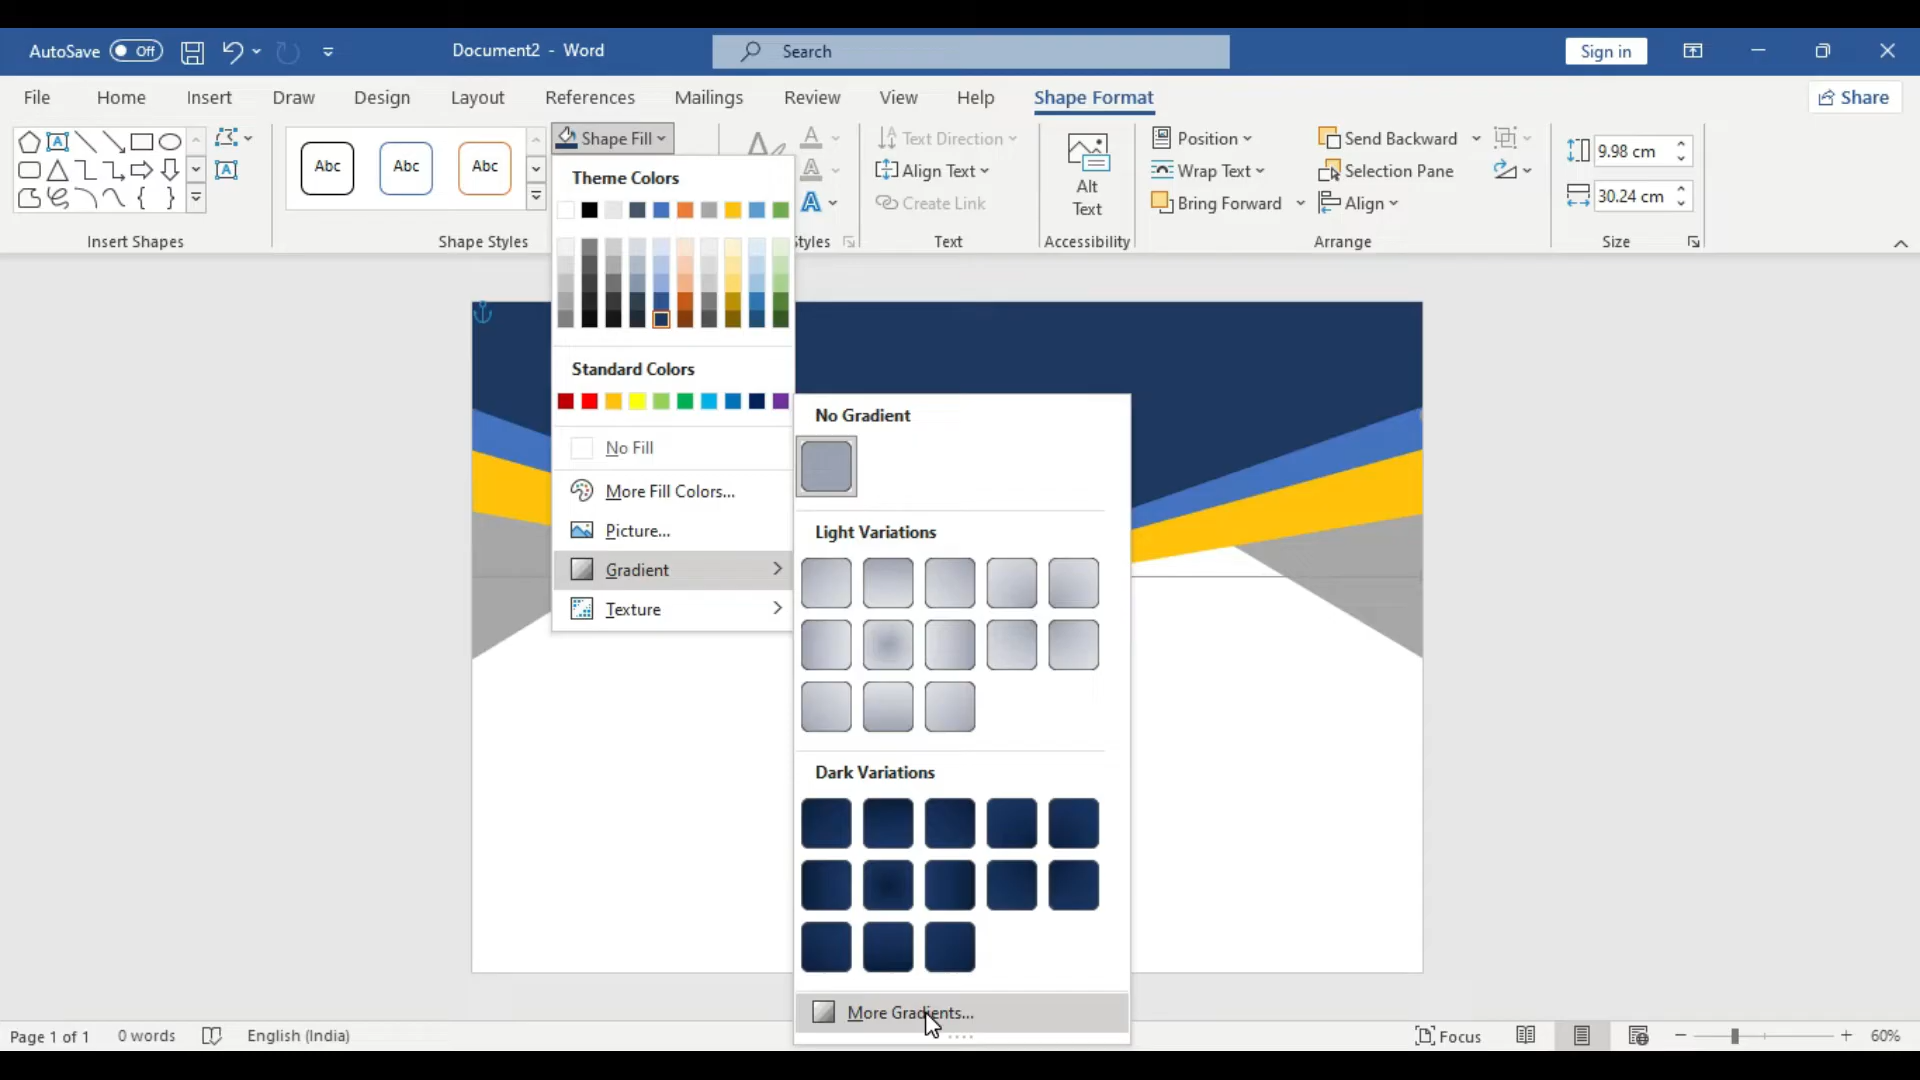 AutoSave Off Document2 - Word Search Sign in
File Home Insert Draw Design Layout References Mailings Review View Help Shape Format Share
Abc Abc Abc
Shape Fill
Text Direction
Align Text
Create Link
Alt
Text
Position
Wrap Text
Bring Forward
Send Backward
Selection Pane
Align
9.98 cm
30.24 cm
Insert Shapes Shape Styles tyles Text Accessibility Arrange Size
Theme Colors
Standard Colors
No Fill
More Fill Colors...
Picture...
Gradient
Texture
No Gradient
Light Variations
Dark Variations
More Gradients...
Page 1 of 1 0 words English (India) Focus 60%